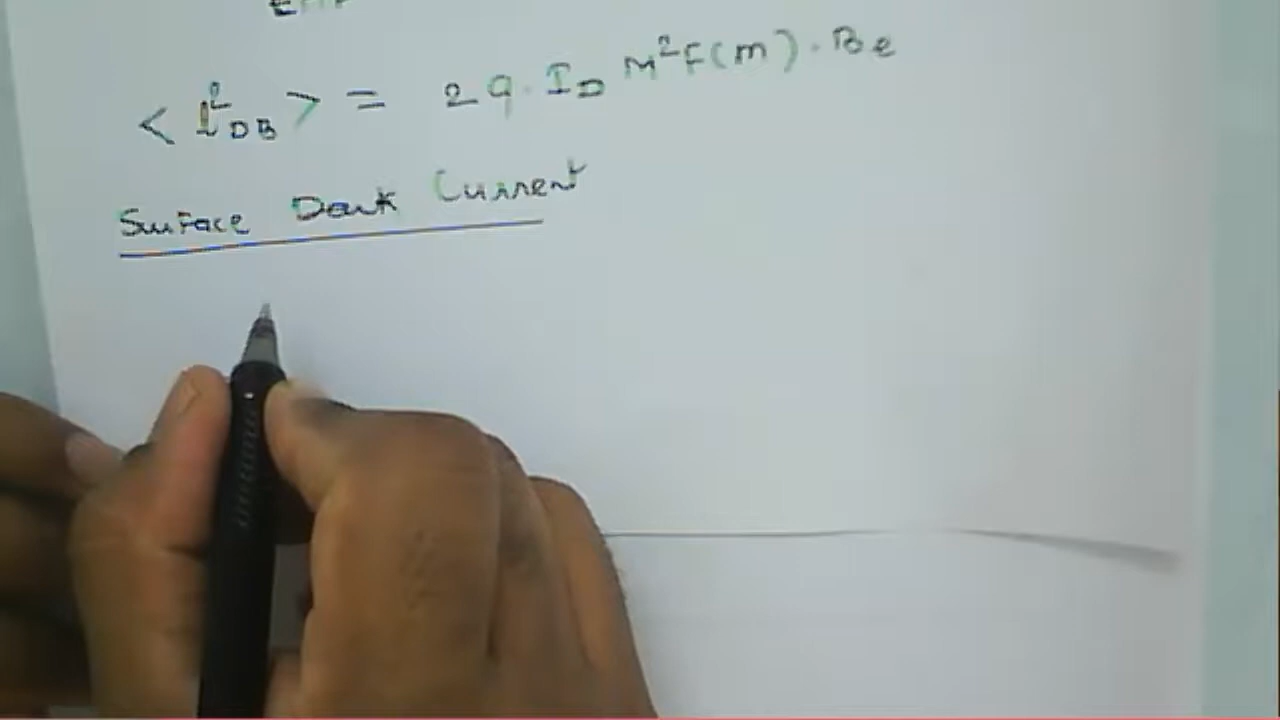 <i²DB> = 2q. ID M²F(m). Be
Surface Dark Current